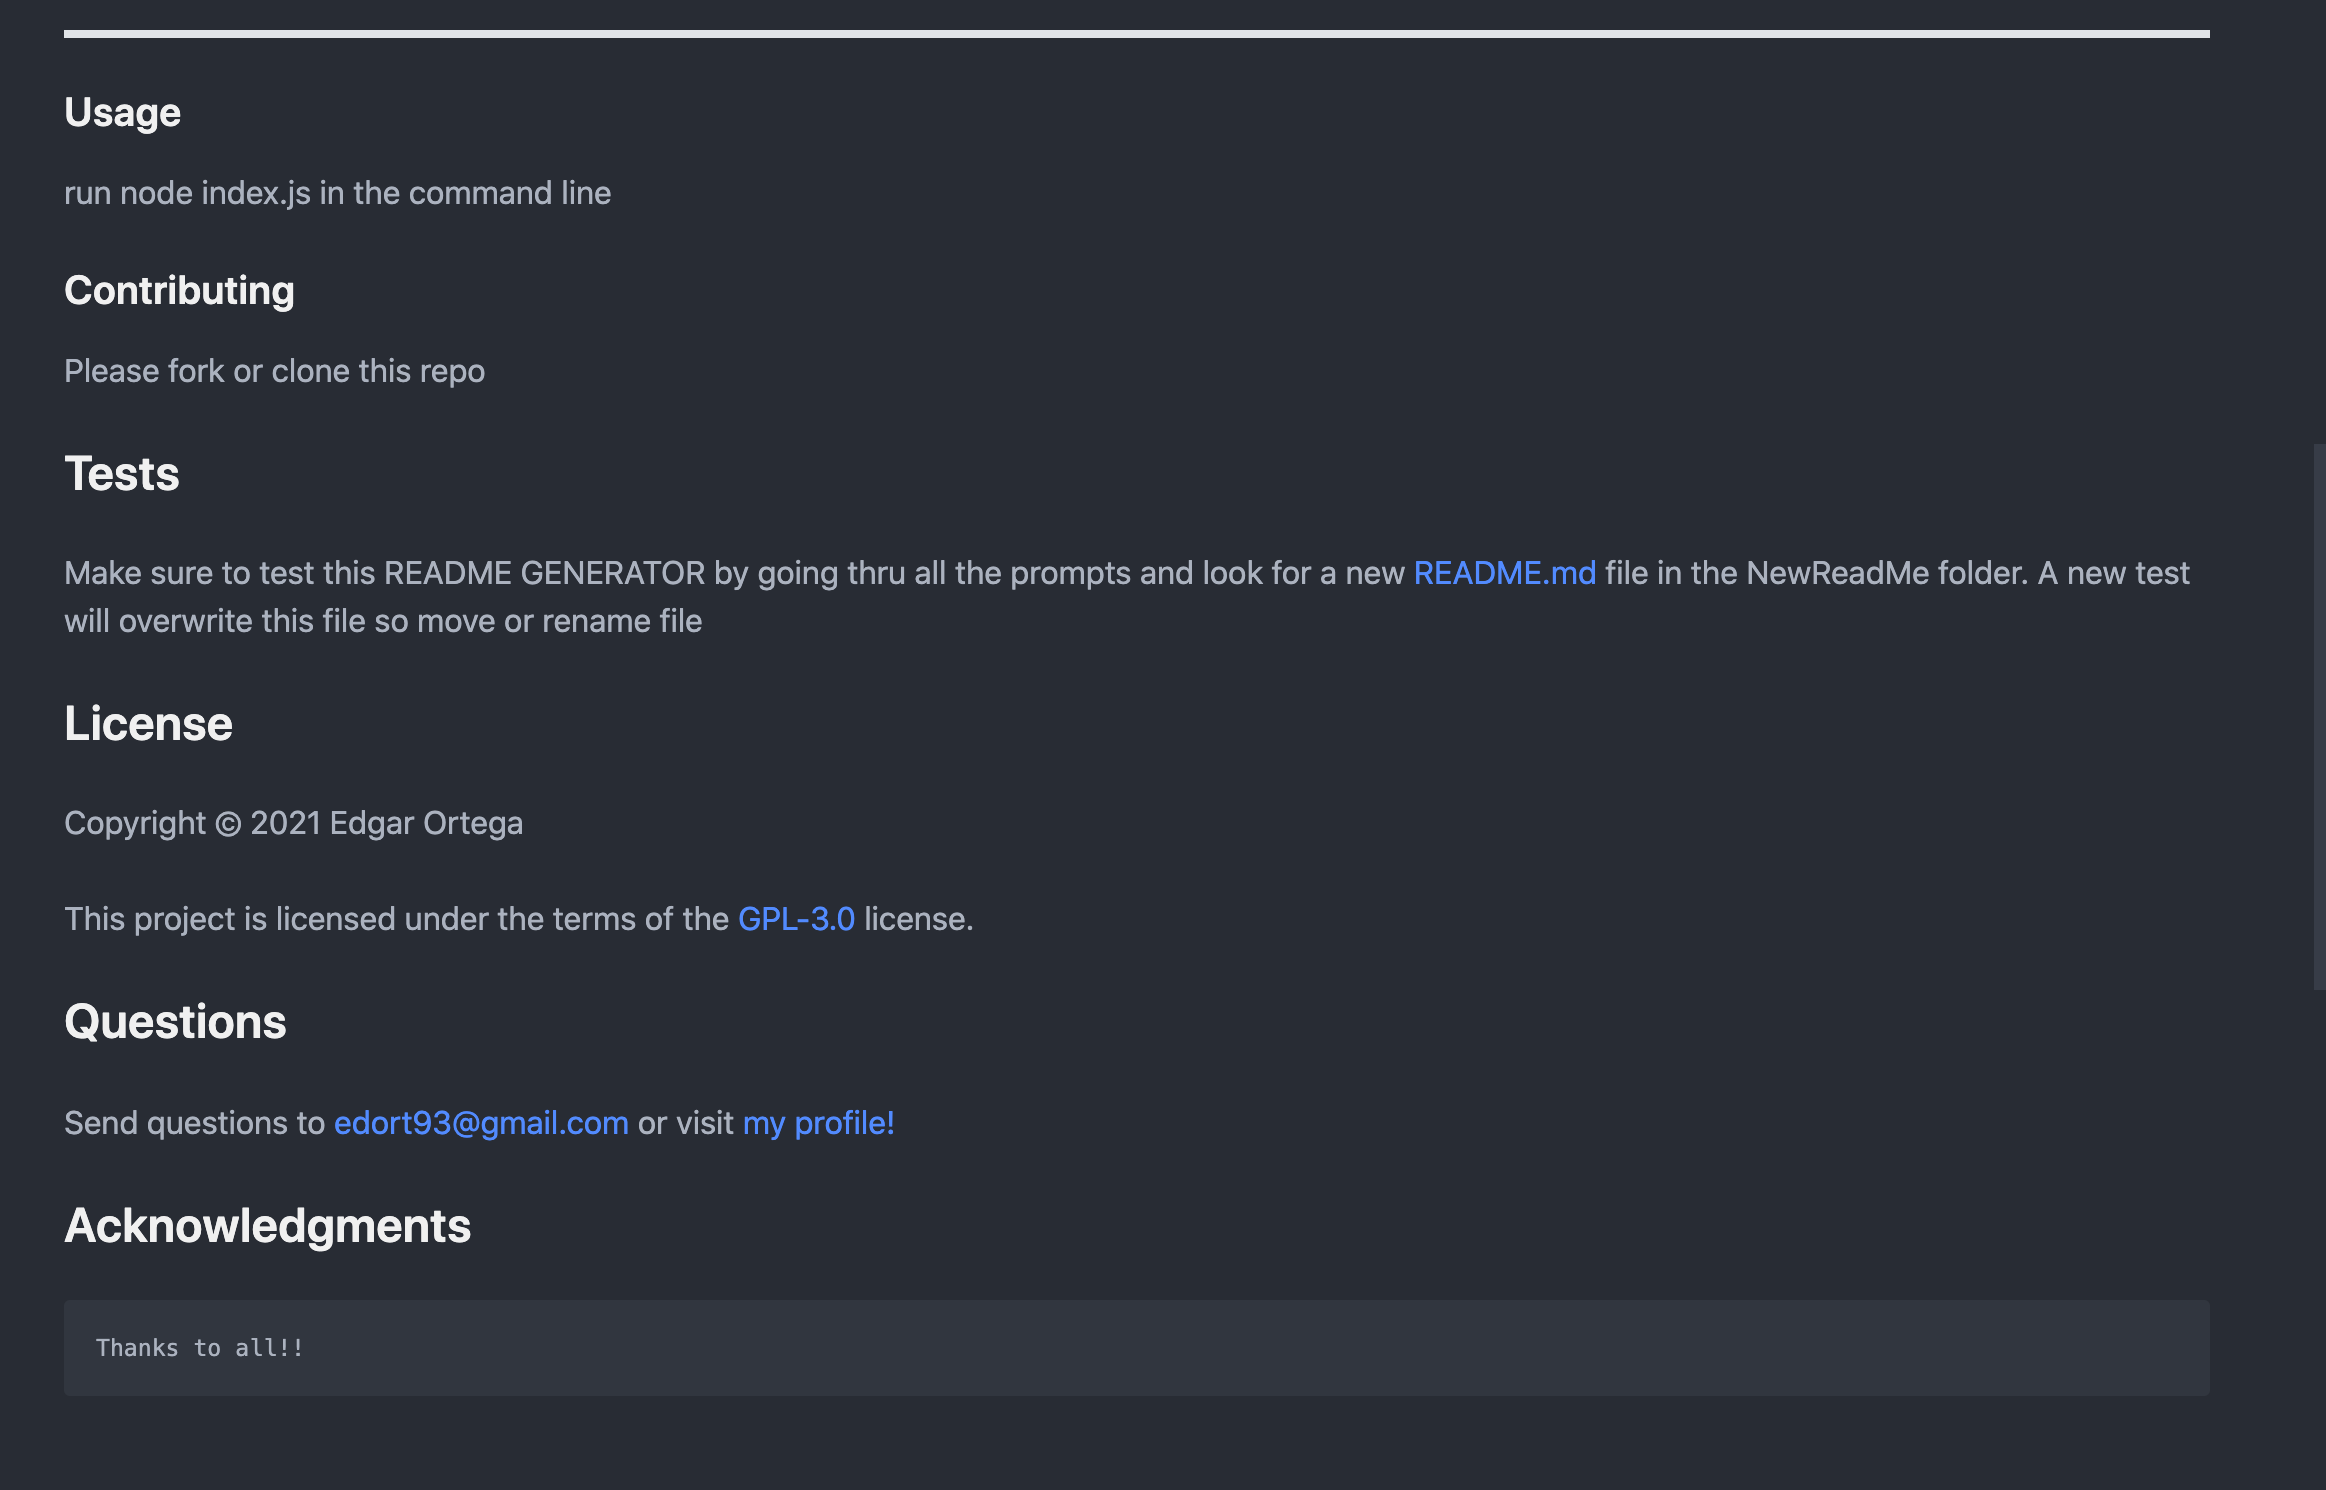 Usage
run node index.js in the command line
Contributing
Please fork or clone this repo
Tests
Make sure to test this README GENERATOR by going thru all the prompts and look for a new README.md file in the NewReadMe folder. A new test
will overwrite this file so move or rename file
License
Copyright © 2021 Edgar Ortega
This project is licensed under the terms of the GPL-3.0 license.
Questions
Send questions to edort93@gmail.com or visit my profile!
Acknowledgments
Thanks to all!!